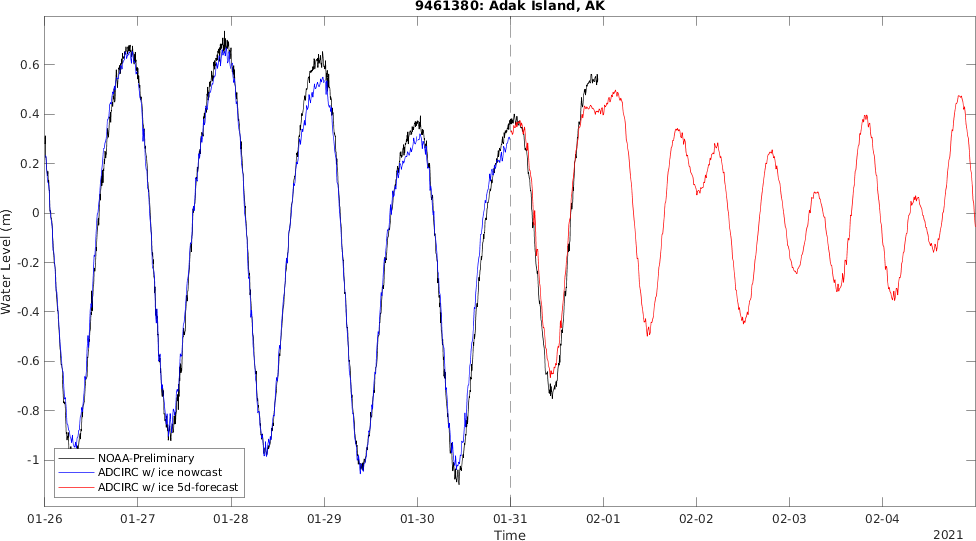 9461380: Adak Island, AK
Water Level (m)
0.6
0.4
0.2
0
-0.2
-0.4
-0.6
-0.8
-1
NOAA-Preliminary
ADCIRC w/ ice nowcast
ADCIRC w/ ice 5d-forecast
01-26 01-27 01-28 01-29 01-30 01-31 02-01 02-02 02-03 02-04
Time
2021